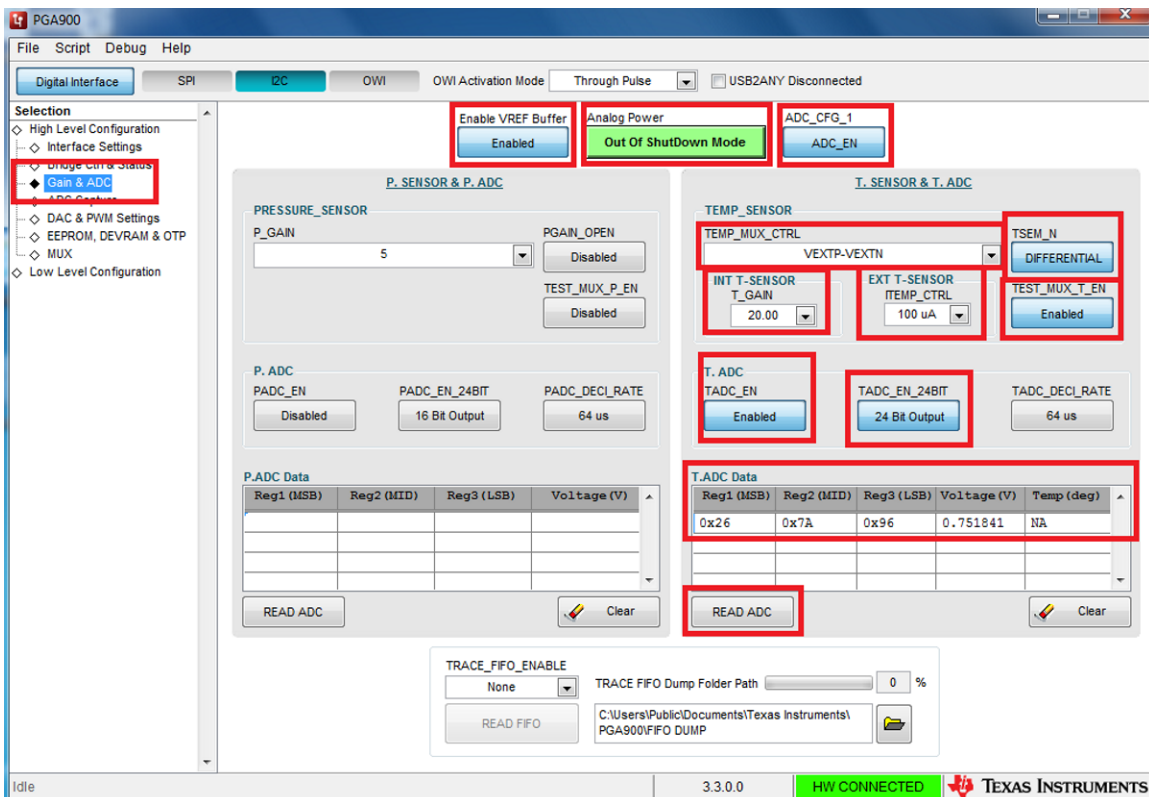 PGA900
File Script Debug Help
Digital Interface SPI I2C OWI OWI Activation Mode Through Pulse USB2ANY Disconnected
Selection
High Level Configuration
Interface Settings
Bridge Ctrl & Status
Gain & ADC
ADC Capture
DAC & PWM Settings
EEPROM, DEVRAM & OTP
MUX
Low Level Configuration
Enable VREF Buffer Analog Power ADC_CFG_1
Enabled Out Of ShutDown Mode ADC_EN
P. SENSOR & P. ADC
PRESSURE_SENSOR
P_GAIN PGAIN_OPEN
5 Disabled
TEST_MUX_P_EN
Disabled
P. ADC
PADC_EN PADC_EN_24BIT PADC_DECI_RATE
Disabled 16 Bit Output 64 us
P.ADC Data
Reg1(MSB) Reg2(MID) Reg3(LSB) Voltage(V)
READ ADC Clear
T. SENSOR & T. ADC
TEMP_SENSOR
TEMP_MUX_CTRL TSEM_N
VEXTP-VEXTN DIFFERENTIAL
INT T-SENSOR EXT T-SENSOR
T_GAIN ITEMP_CTRL TEST_MUX_T_EN
20.00 100 uA Enabled
T. ADC
TADC_EN TADC_EN_24BIT TADC_DECI_RATE
Enabled 24 Bit Output 64 us
T.ADC Data
Reg1(MSB) Reg2(MID) Reg3(LSB) Voltage(V) Temp(deg)
0x26 0x7A 0x96 0.751841 NA
READ ADC Clear
TRACE_FIFO_ENABLE
None TRACE FIFO Dump Folder Path 0 %
READ FIFO
C:\Users\Public\Documents\Texas Instruments\
PGA900\FIFO DUMP
Idle 3.3.0.0 HW CONNECTED TEXAS INSTRUMENTS